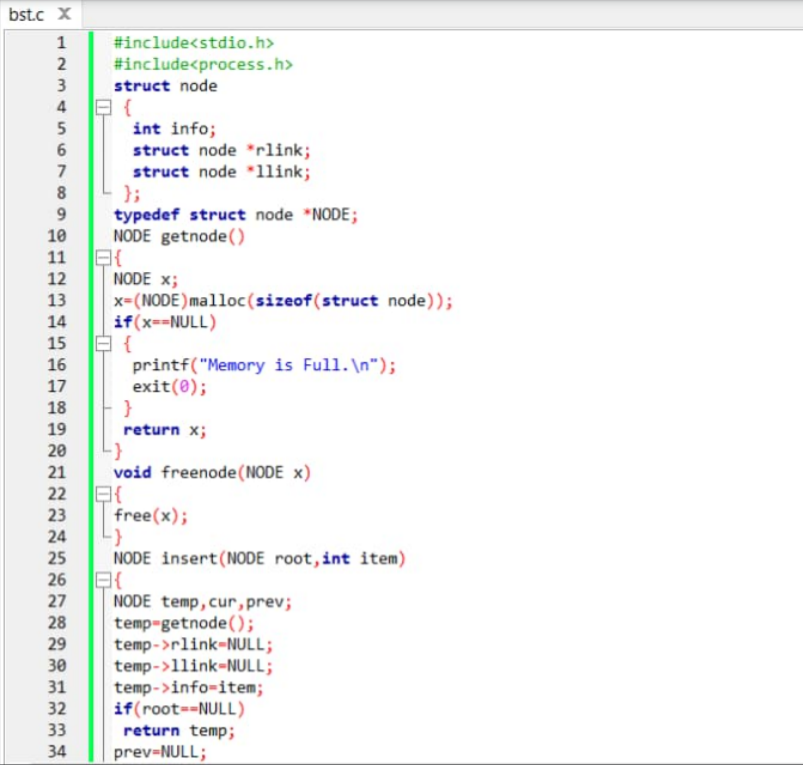 bst.c X
1 #include<stdio.h>
2 #include<process.h>
3 struct node
4 {
5 int info;
6 struct node *rlink;
7 struct node *llink;
8 };
9 typedef struct node *NODE;
10 NODE getnode()
11 {
12 NODE x;
13 x=(NODE)malloc(sizeof(struct node));
14 if(x==NULL)
15 {
16 printf("Memory is Full.\n");
17 exit(0);
18 }
19 return x;
20 }
21 void freenode(NODE x)
22 {
23 free(x);
24 }
25 NODE insert(NODE root,int item)
26 {
27 NODE temp,cur,prev;
28 temp=getnode();
29 temp->rlink=NULL;
30 temp->llink=NULL;
31 temp->info=item;
32 if(root==NULL)
33 return temp;
34 prev=NULL;